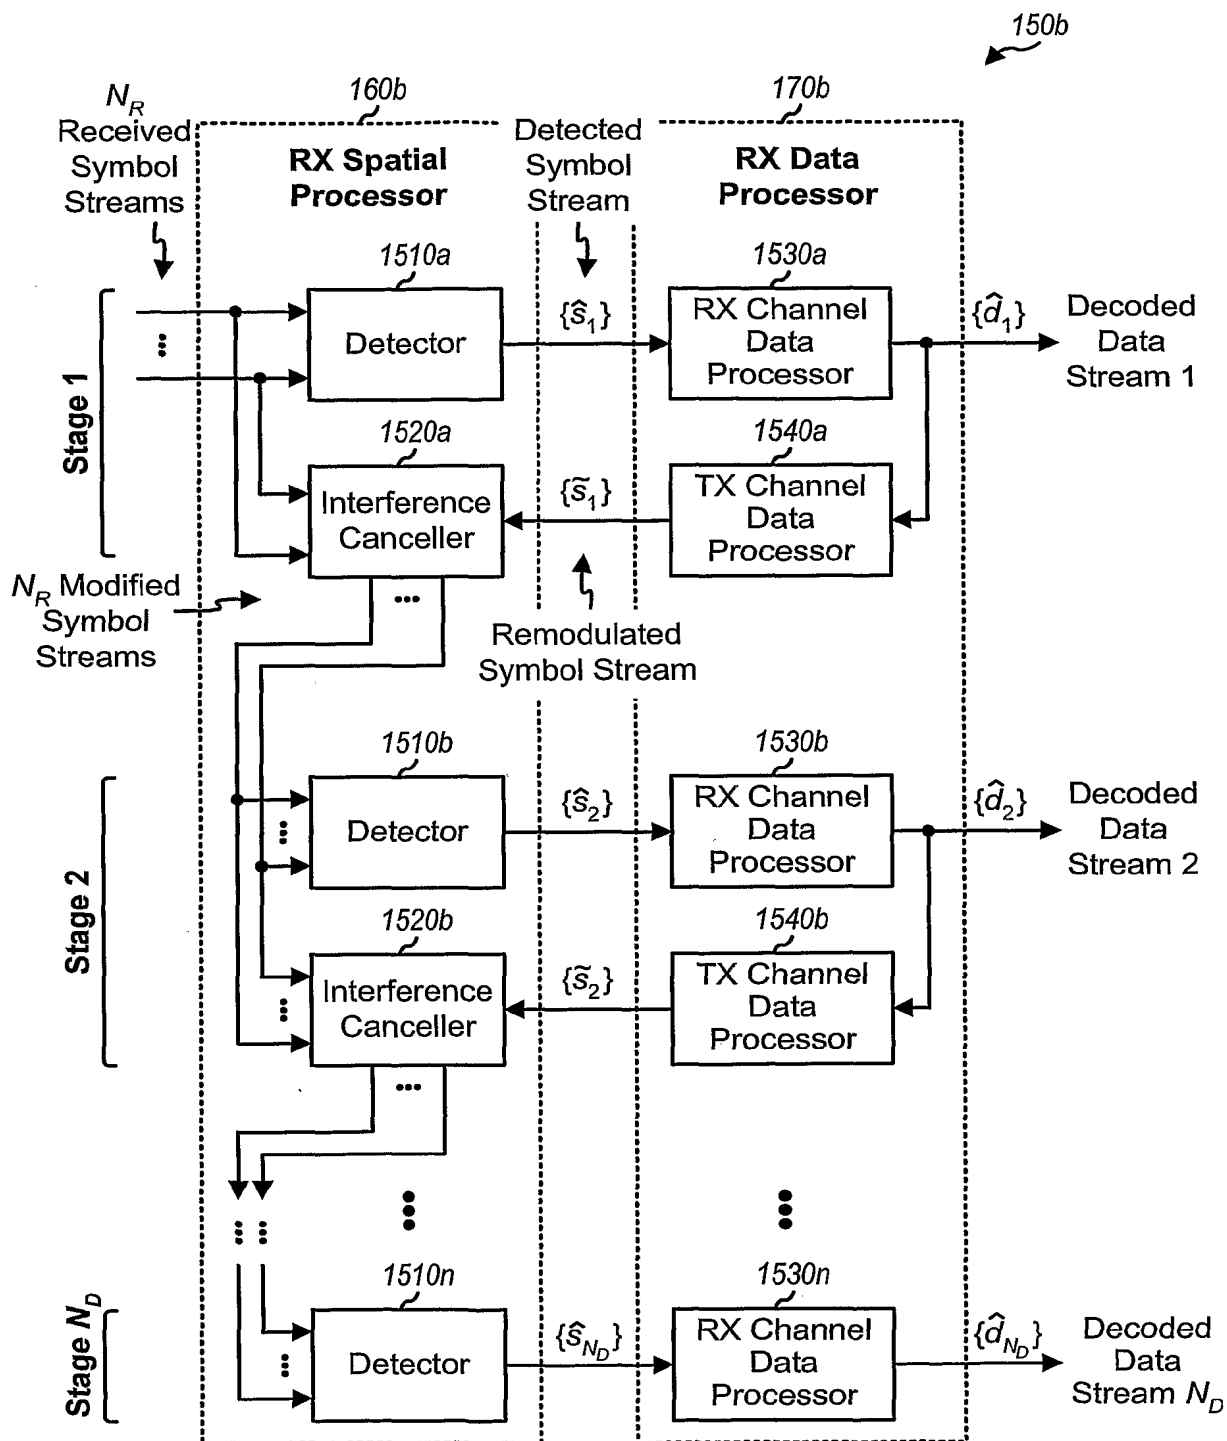 150b
160b
170b
N_R
Received
Symbol
Streams
RX Spatial
Processor
Detected
Symbol
Stream
RX Data
Processor
Stage 1
1510a
Detector
{ŝ_1}
1530a
RX Channel
Data
Processor
{d̂_1}
Decoded
Data
Stream 1
1520a
Interference
Canceller
{s̃_1}
1540a
TX Channel
Data
Processor
N_R Modified
Symbol
Streams
Remodulated
Symbol Stream
Stage 2
1510b
Detector
{ŝ_2}
1530b
RX Channel
Data
Processor
{d̂_2}
Decoded
Data
Stream 2
1520b
Interference
Canceller
{s̃_2}
1540b
TX Channel
Data
Processor
Stage N_D
1510n
Detector
{ŝ_{N_D}}
1530n
RX Channel
Data
Processor
{d̂_{N_D}}
Decoded
Data
Stream N_D